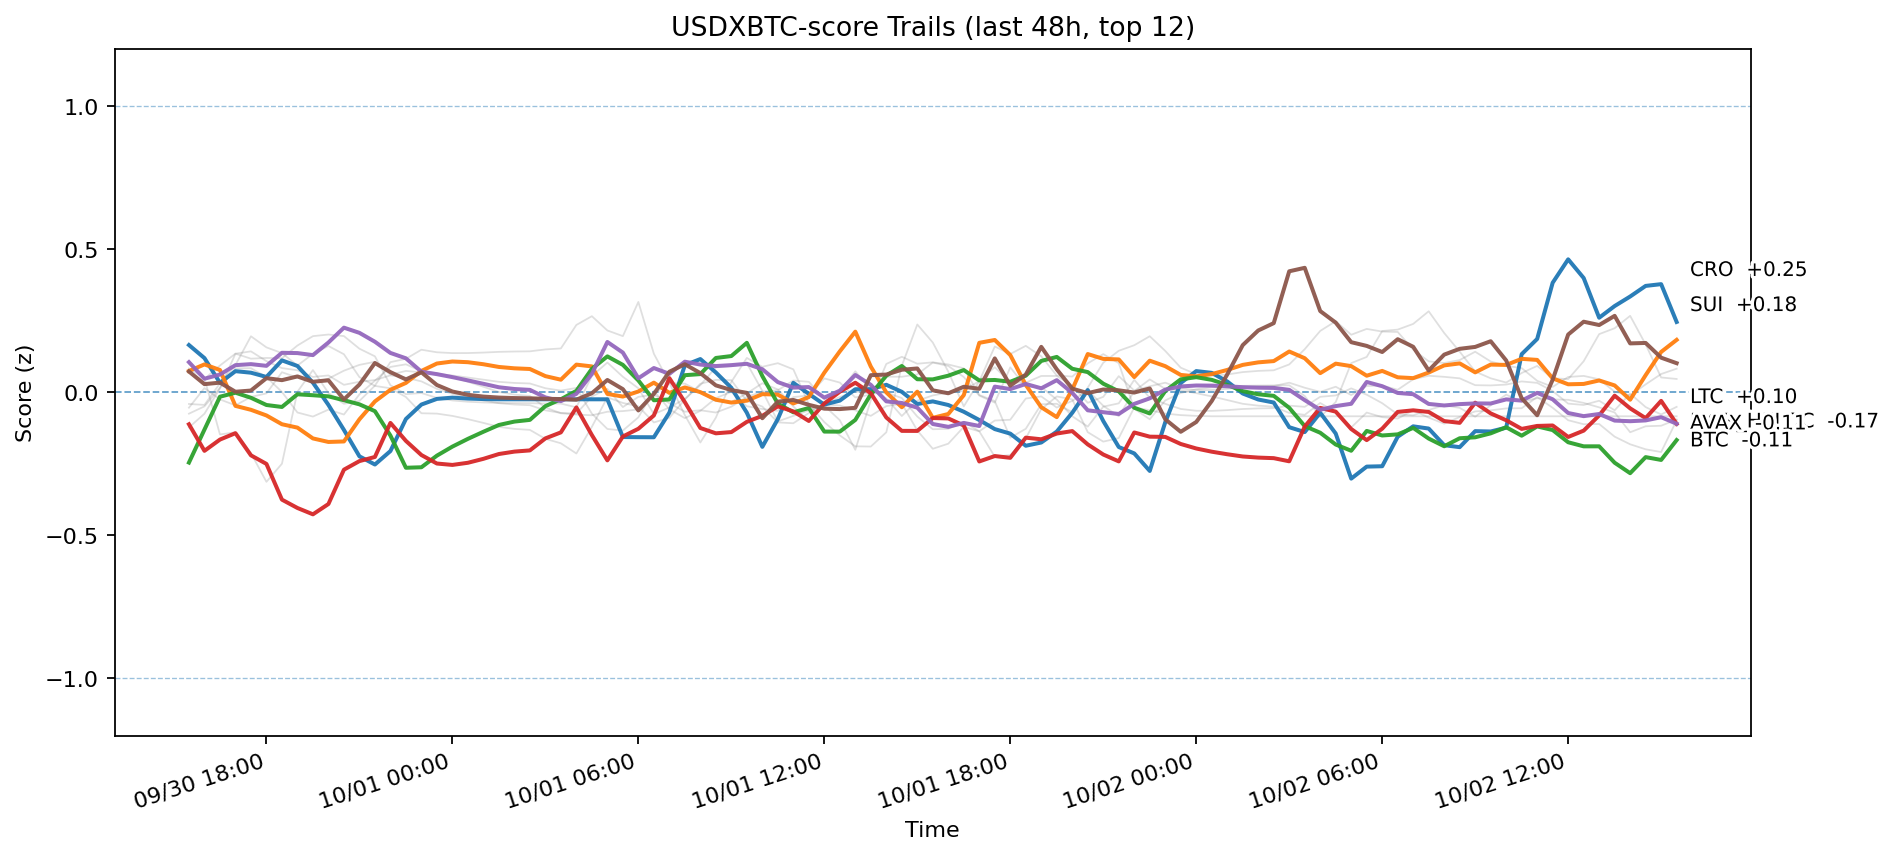 USDXBTC-score Trails (last 48h, top 12)
Score (z)
1.0
0.5
0.0
−0.5
−1.0
CRO +0.25
SUI +0.18
LTC +0.10
AVAX -0.11
-0.17
BTC -0.11
09/30 18:00
10/01 00:00
10/01 06:00
10/01 12:00
10/01 18:00
10/02 00:00
10/02 06:00
10/02 12:00
Time